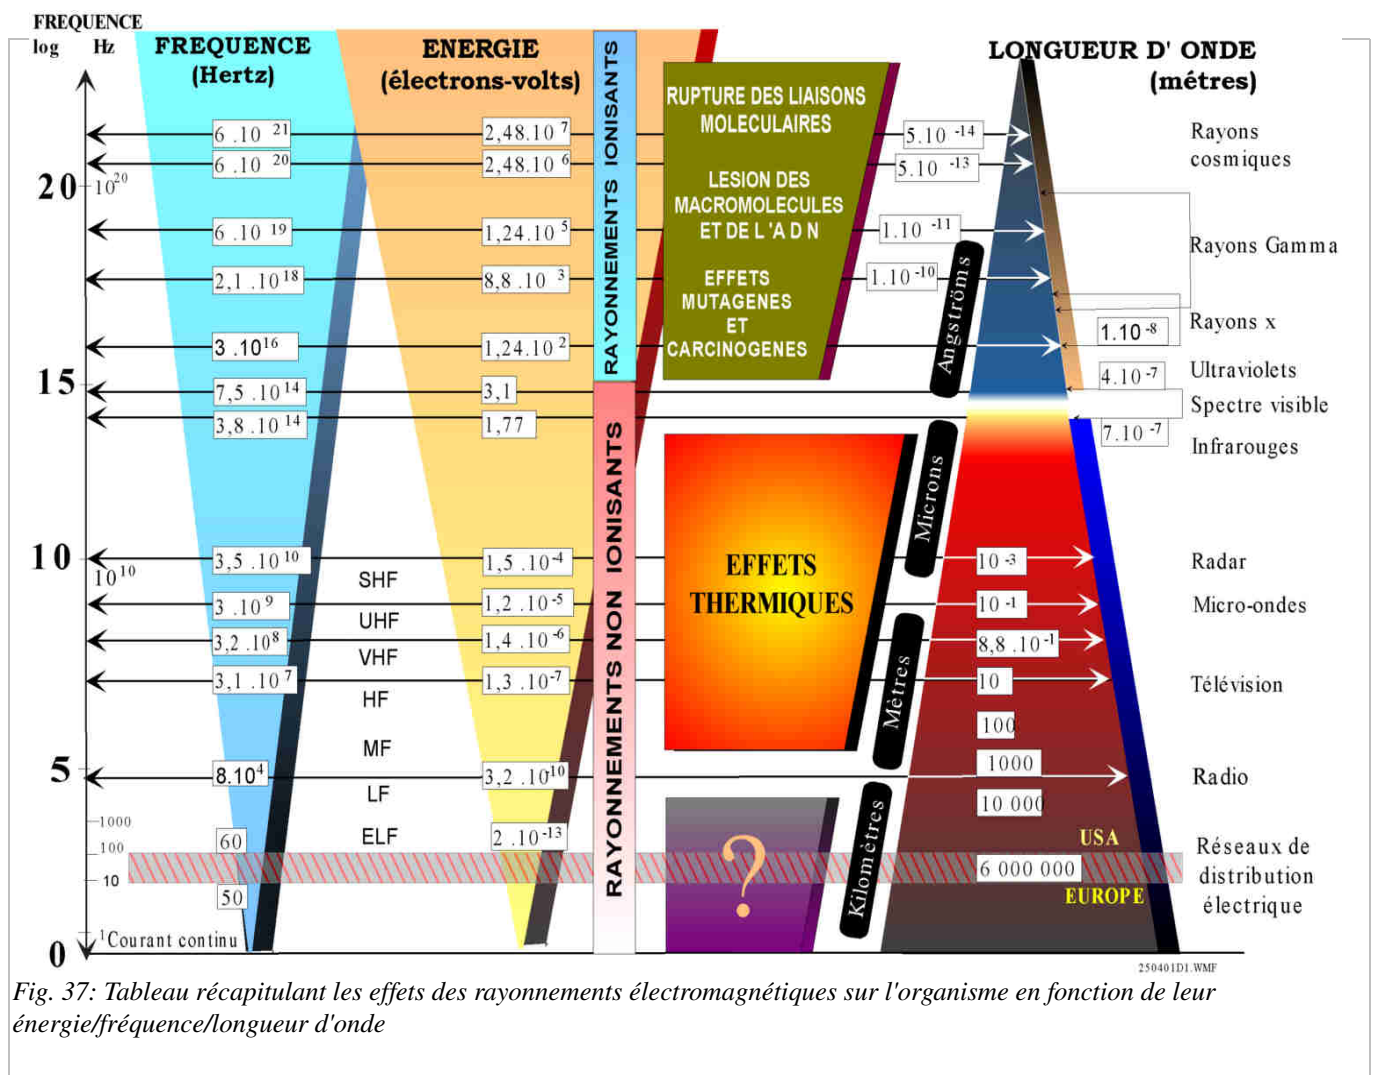 FREQUENCE
log Hz
FREQUENCE
(Hertz)
ENERGIE
(électrons-volts)
LONGUEUR D' ONDE
(métres)
RAYONNEMENTS IONISANTS
RAYONNEMENTS NON IONISANTS
RUPTURE DES LIAISONS
MOLECULAIRES
LESION DES
MACROMOLECULES
ET DE L 'A D N
EFFETS
MUTAGENES
ET
CARCINOGENES
EFFETS
THERMIQUES
?
20
10 20
15
10
10 10
5
1000
100
10
1
0
Courant continu
6 .10 21
6 .10 20
6 .10 19
2,1 .10 18
3 .10 16
7,5 .10 14
3,8 .10 14
3,5 .10 10
3 .10 9
3,2 .10 8
3,1 .10 7
8.10 4
60
50
SHF
UHF
VHF
HF
MF
LF
ELF
2,48.10 7
2,48.10 6
1,24.10 5
8,8 .10 3
1,24.10 2
3,1
1,77
1,5 .10 -4
1,2 .10 -5
1,4 .10 -6
1,3 .10 -7
3,2 .10 -10
2 .10 -13
5.10 -14
5.10 -13
1.10 -11
1.10 -10
1.10 -8
4.10 -7
7.10 -7
10 -3
10 -1
8,8 .10 -1
10
100
1000
10 000
6 000 000
USA
EUROPE
Angströms
Microns
Mètres
Kilomètres
Rayons
cosmiques
Rayons Gamma
Rayons x
Ultraviolets
Spectre visible
Infrarouges
Radar
Micro-ondes
Télévision
Radio
Réseaux de
distribution
électrique
250401D1.WMF
Fig. 37: Tableau récapitulant les effets des rayonnements électromagnétiques sur l'organisme en fonction de leur
énergie/fréquence/longueur d'onde